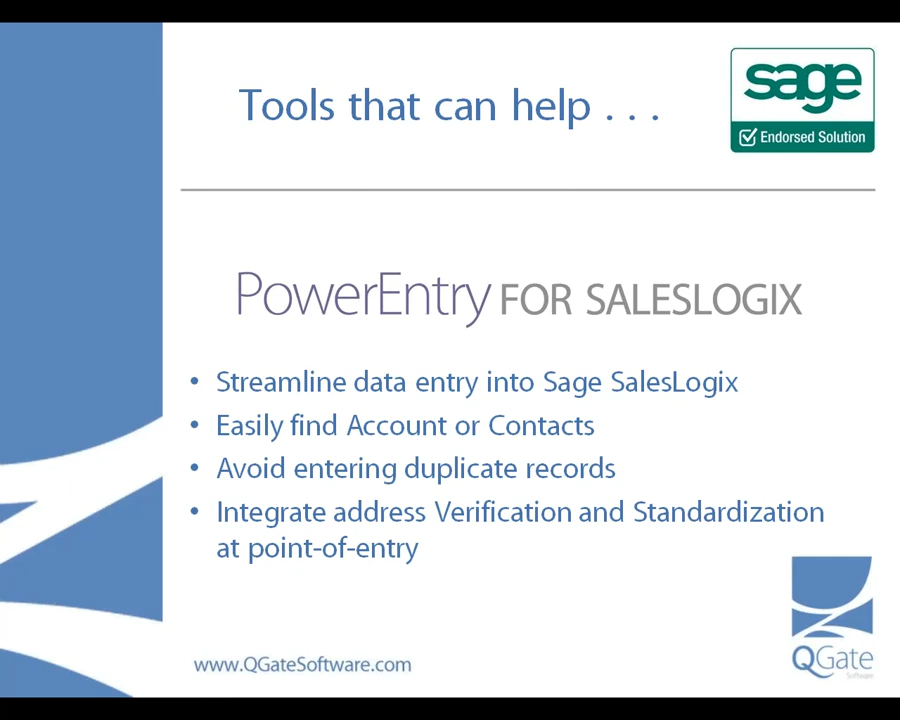 Tools that can help . . .
sage
Endorsed Solution
PowerEntry FOR SALESLOGIX
• Streamline data entry into Sage SalesLogix
• Easily find Account or Contacts
• Avoid entering duplicate records
• Integrate address Verification and Standardization
at point-of-entry
www.QGateSoftware.com
QGate
Software